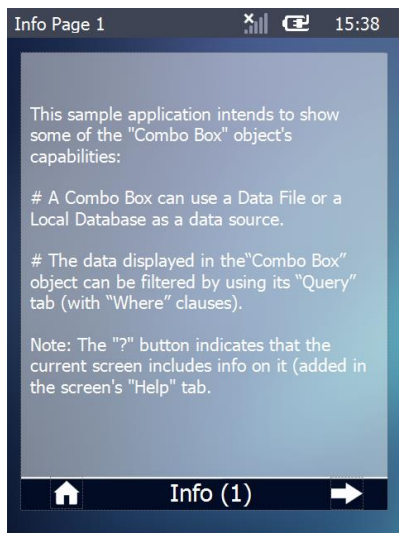 Info Page 1 15:38
This sample application intends to show
some of the "Combo Box" object's
capabilities:
# A Combo Box can use a Data File or a
Local Database as a data source.
# The data displayed in the“Combo Box”
object can be filtered by using its “Query”
tab (with “Where” clauses).
Note: The "?" button indicates that the
current screen includes info on it (added in
the screen's "Help" tab.
Info (1)